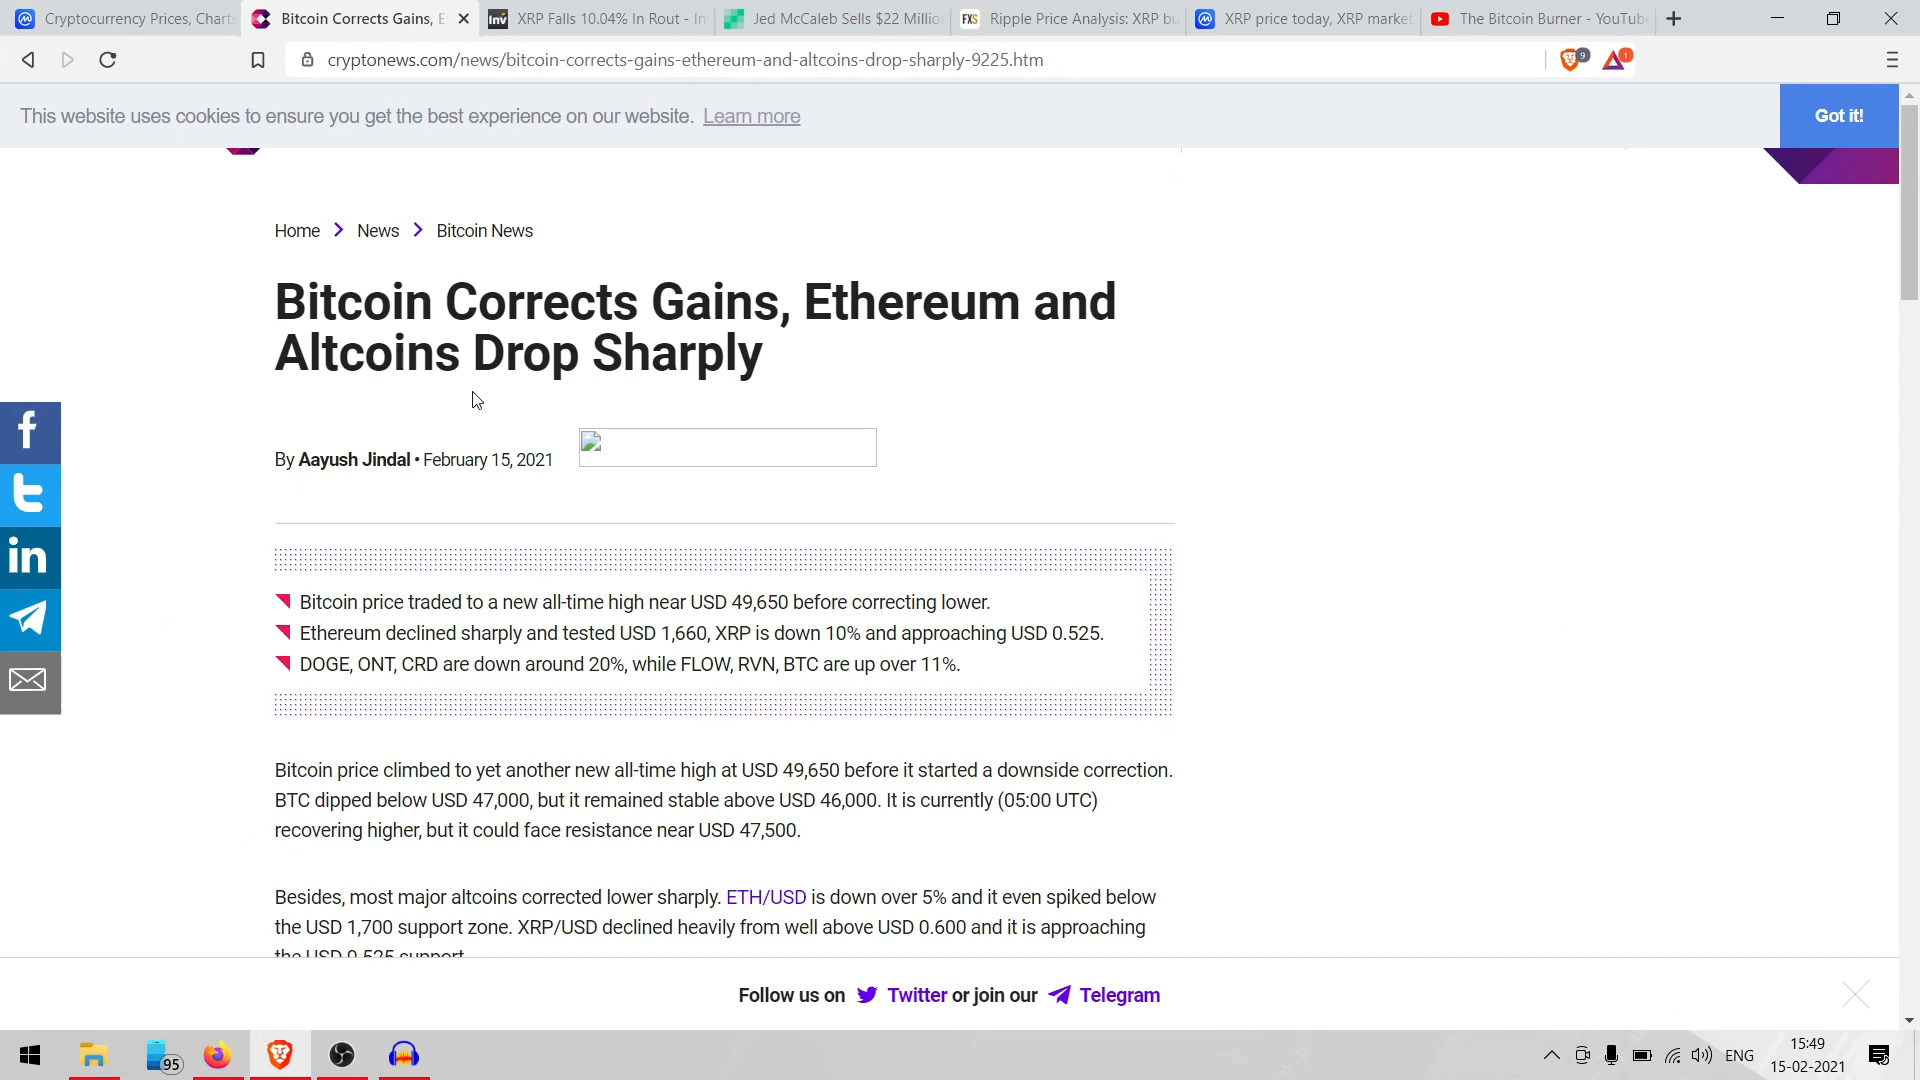 Cryptocurrency Prices, Chart
Bitcoin Corrects Gains, E
XRP Falls 10.04% In Rout - In
Jed McCaleb Sells $22 Millio
FXS Ripple Price Analysis: XRP bu
XRP price today, XRP market
The Bitcoin Burner - YouTube
cryptonews.com/news/bitcoin-corrects-gains-ethereum-and-altcoins-drop-sharply-9225.htm
9
1
This website uses cookies to ensure you get the best experience on our website. Learn more
Got it!
Home > News > Bitcoin News
Bitcoin Corrects Gains, Ethereum and
Altcoins Drop Sharply
By Aayush Jindal • February 15, 2021
Bitcoin price traded to a new all-time high near USD 49,650 before correcting lower.
Ethereum declined sharply and tested USD 1,660, XRP is down 10% and approaching USD 0.525.
DOGE, ONT, CRD are down around 20%, while FLOW, RVN, BTC are up over 11%.
Bitcoin price climbed to yet another new all-time high at USD 49,650 before it started a downside correction.
BTC dipped below USD 47,000, but it remained stable above USD 46,000. It is currently (05:00 UTC)
recovering higher, but it could face resistance near USD 47,500.
Besides, most major altcoins corrected lower sharply. ETH/USD is down over 5% and it even spiked below
the USD 1,700 support zone. XRP/USD declined heavily from well above USD 0.600 and it is approaching
the USD 0.525 support
Follow us on Twitter or join our Telegram
95
ENG
15:49
15-02-2021